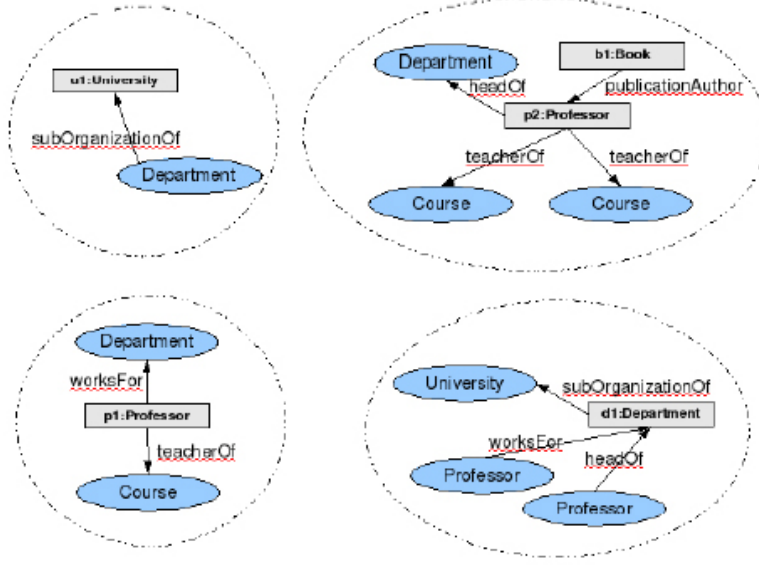 u1:University
subOrganizationOf
Department
Department
b1:Book
headOf
publicationAuthor
p2:Professor
teacherOf
teacherOf
Course
Course
Department
worksFor
p1:Professor
teacherOf
Course
University
subOrganizationOf
d1:Department
worksFor
headOf
Professor
Professor